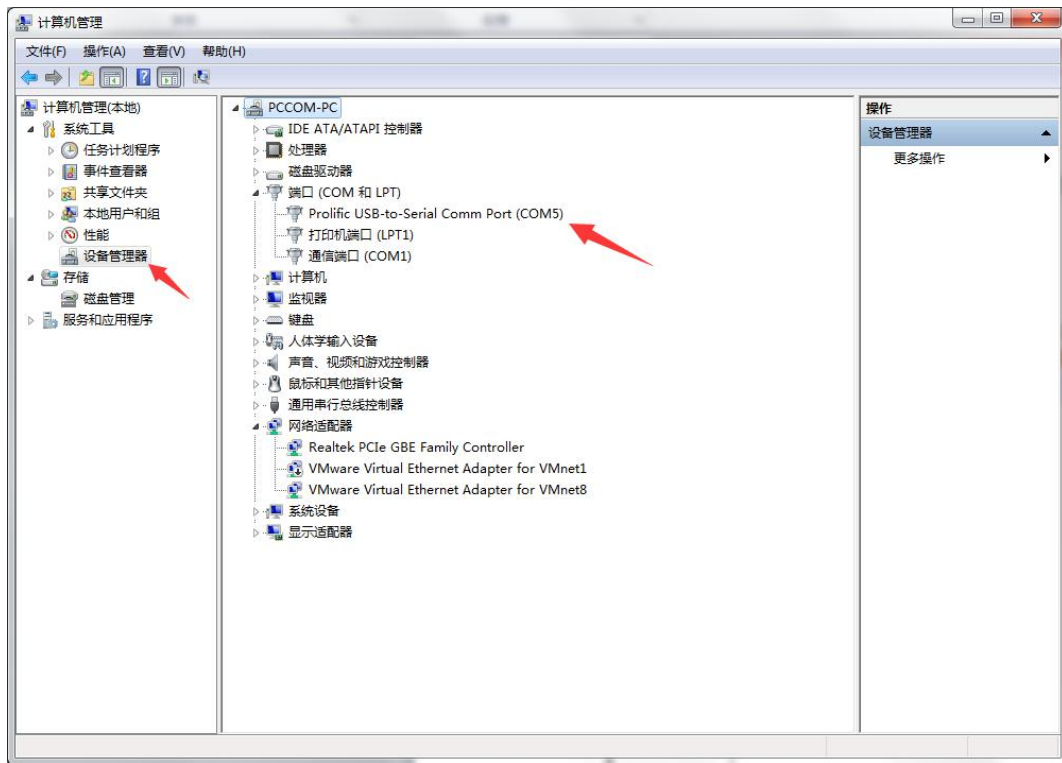 计算机管理
文件(F) 操作(A) 查看(V) 帮助(H)
计算机管理(本地)
系统工具
任务计划程序
事件查看器
共享文件夹
本地用户和组
性能
设备管理器
存储
磁盘管理
服务和应用程序
PCCOM-PC
IDE ATA/ATAPI 控制器
处理器
磁盘驱动器
端口 (COM 和 LPT)
Prolific USB-to-Serial Comm Port (COM5)
打印机端口 (LPT1)
通信端口 (COM1)
计算机
监视器
键盘
人体学输入设备
声音、视频和游戏控制器
鼠标和其他指针设备
通用串行总线控制器
网络适配器
Realtek PCIe GBE Family Controller
VMware Virtual Ethernet Adapter for VMnet1
VMware Virtual Ethernet Adapter for VMnet8
系统设备
显示适配器
操作
设备管理器
更多操作